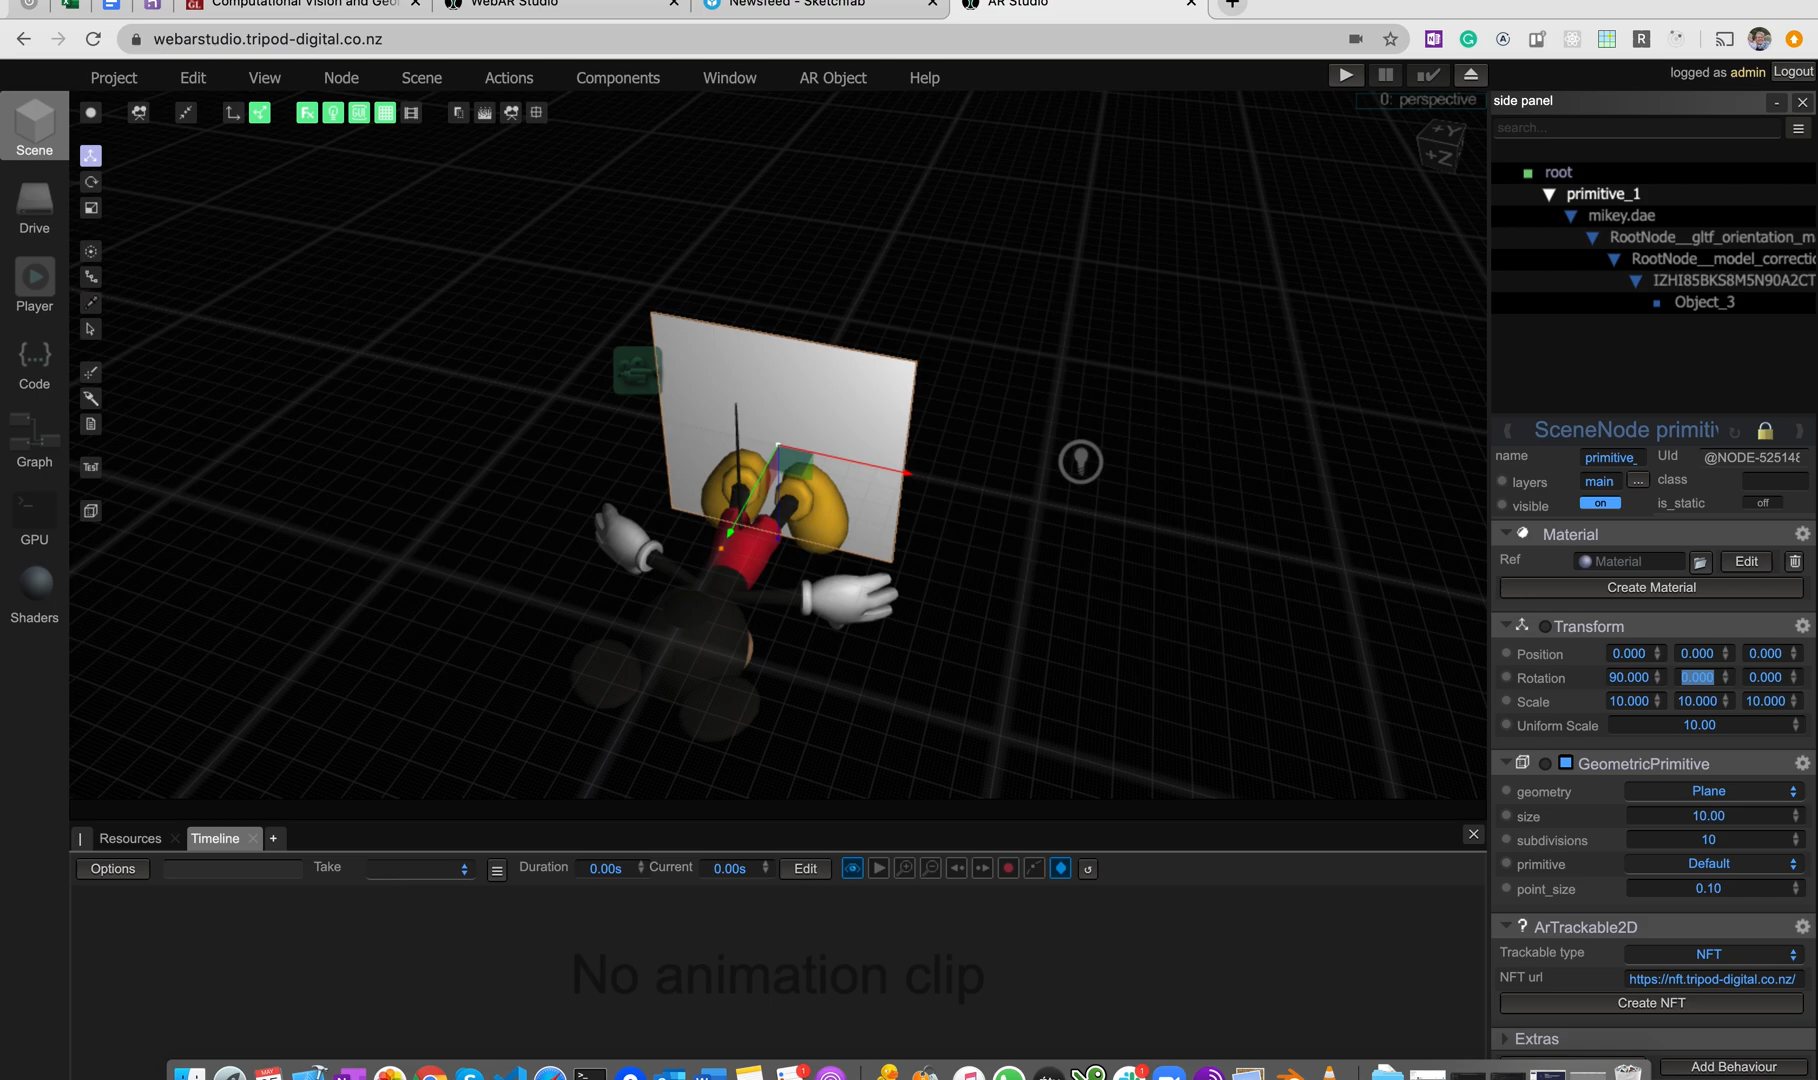 Computational Vision and Geo
WebAR Studio
Newsfeed - Sketchfab
AR Studio
webarstudio.tripod-digital.co.nz
Project Edit View Node Scene Actions Components Window AR Object Help
logged as admin Logout
0: perspective
side panel
search...
+Y
+Z
Fx
SUB
Scene
Drive
Player
{...}
Code
Graph
GPU
Shaders
TEST
root
primitive_1
mikey.dae
RootNode__gltf_orientation_m
RootNode__model_correctio
IZHI85BKS8M5N90A2CT
Object_3
SceneNode primitiv
name primitive_ UId @NODE-525148
layers main ... class
visible on is_static off
Material
Ref Material Edit
Create Material
Transform
Position 0.000 0.000 0.000
Rotation 90.000 0.000 0.000
Scale 10.000 10.000 10.000
Uniform Scale 10.00
GeometricPrimitive
geometry Plane
size 10.00
subdivisions 10
primitive Default
point_size 0.10
? ArTrackable2D
Trackable type NFT
NFT url https://nft.tripod-digital.co.nz/
Create NFT
Extras
Add Behaviour
Resources Timeline +
Options Take Duration 0.00s Current 0.00s Edit
No animation clip